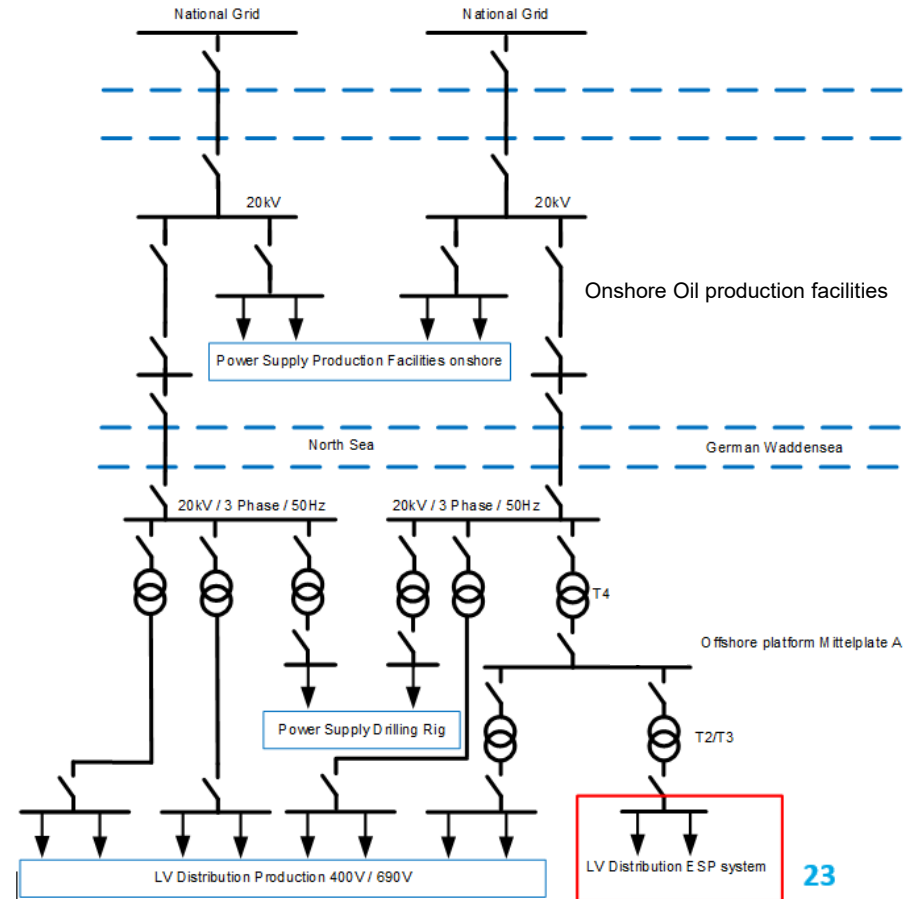 National Grid
National Grid
20kV
20kV
Onshore Oil production facilities
Power Supply Production Facilities onshore
North Sea
German Waddensea
20kV / 3 Phase / 50Hz
20kV / 3 Phase / 50Hz
T4
Offshore platform Mittelplate A
Power Supply Drilling Rig
T2/T3
LV Distribution Production 400V / 690V
LV Distribution ESP system
23